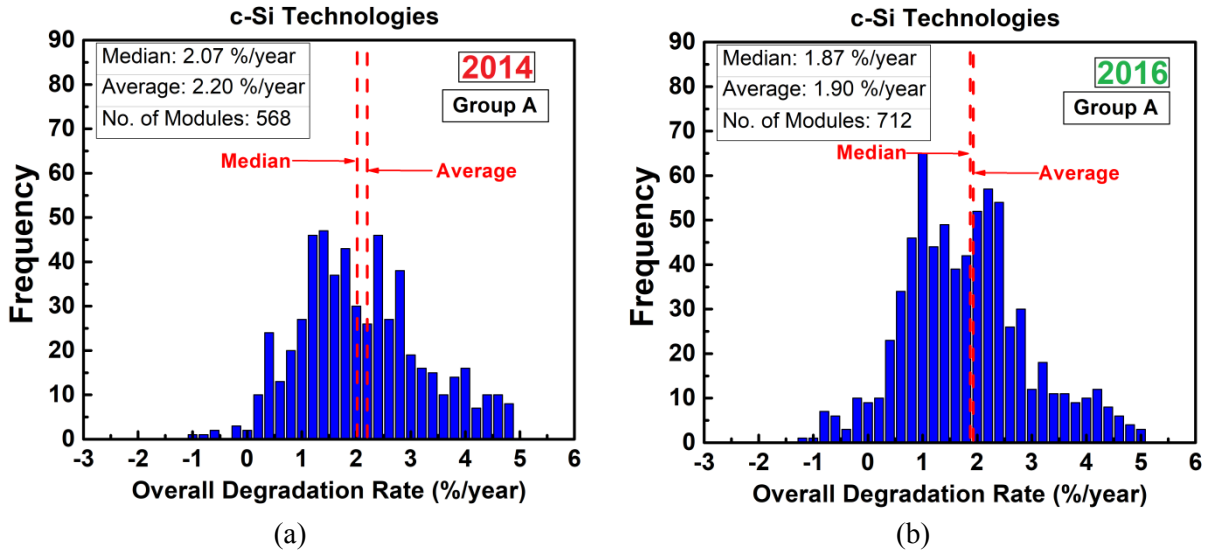 c-Si Technologies
Median: 2.07 %/year
Average: 2.20 %/year
No. of Modules: 568
2014
Group A
Median
Average
90
80
70
60
50
40
30
20
10
0
Frequency
-3 -2 -1 0 1 2 3 4 5 6
Overall Degradation Rate (%/year)
(a)
c-Si Technologies
Median: 1.87 %/year
Average: 1.90 %/year
No. of Modules: 712
2016
Group A
Median
Average
90
80
70
60
50
40
30
20
10
0
Frequency
-3 -2 -1 0 1 2 3 4 5 6
Overall Degradation Rate (%/year)
(b)